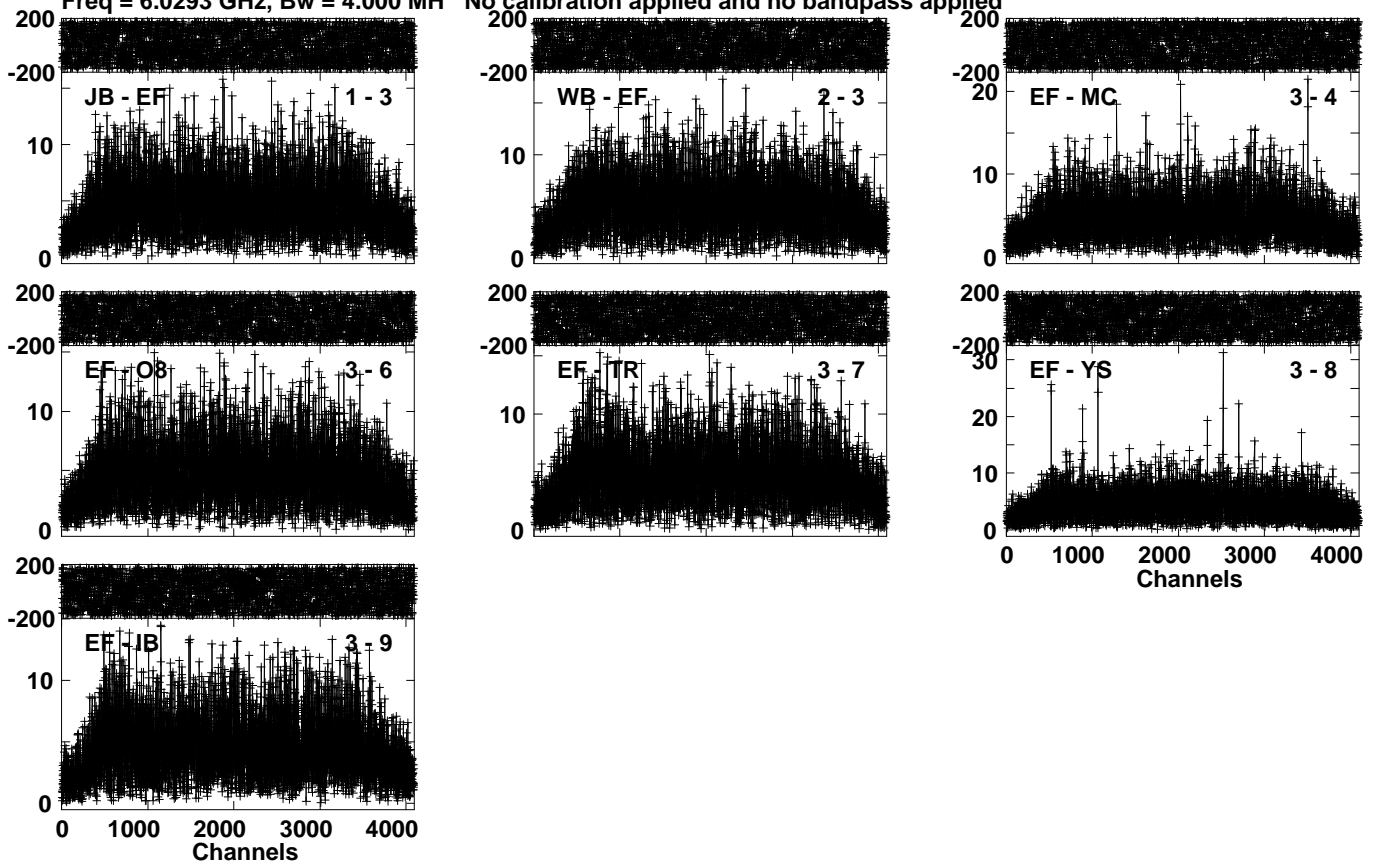 Freq = 6.0293 GHz, Bw = 4.000 MH No calibration applied and no bandpass applied
200 200 200
-200 -200 -200
JB - EF 1 - 3 WB - EF 2 - 3 EF - MC 3 - 4
10 10 20
10
0 0 0
200 200 200
-200 -200 -200
EF - O8 3 - 6 EF - TR 3 - 7 EF - YS 3 - 8
10 10 30
20
10
0 0 0
0 1000 2000 3000 4000
Channels
200
-200
EF - IB 3 - 9
10
0
0 1000 2000 3000 4000
Channels